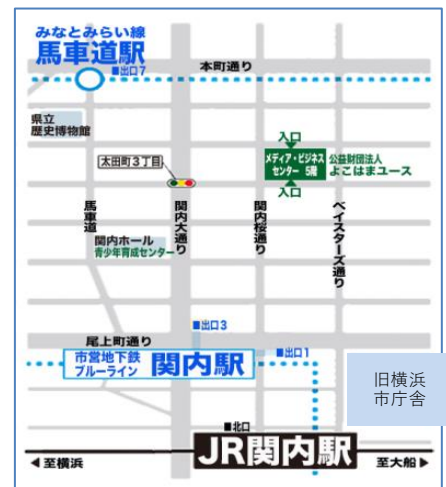 みなとみらい線
馬車道駅
■出口7
本町通り
県立
歴史博物館
入口
太田町3丁目
メディア・ビジネス
センター 5階
公益財団法人
よこはまユース
入口
馬車道
関内大通り
関内桜通り
ベイスターズ通り
関内ホール
青少年育成センター
■出口3
尾上町通り
市営地下鉄
ブルーライン
関内駅
■出口1
旧横浜
市庁舎
■北口
JR関内駅
◀至横浜
至大船▶